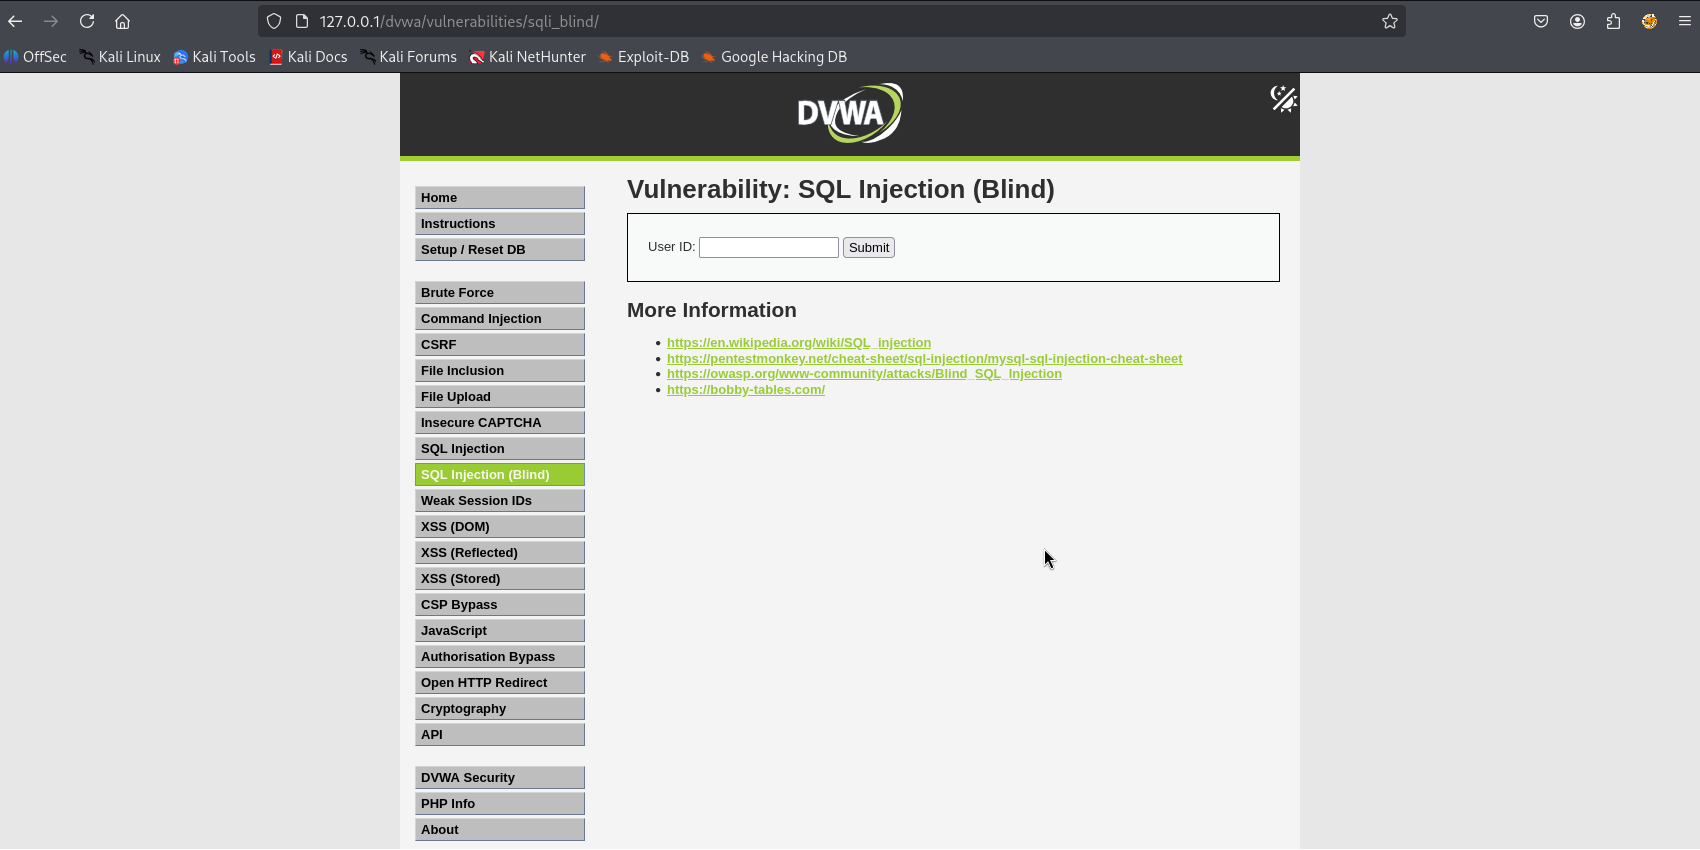 127.0.0.1/dvwa/vulnerabilities/sqli_blind/
OffSec Kali Linux Kali Tools Kali Docs Kali Forums Kali NetHunter Exploit-DB Google Hacking DB
DVWA
Home
Instructions
Setup / Reset DB
Brute Force
Command Injection
CSRF
File Inclusion
File Upload
Insecure CAPTCHA
SQL Injection
SQL Injection (Blind)
Weak Session IDs
XSS (DOM)
XSS (Reflected)
XSS (Stored)
CSP Bypass
JavaScript
Authorisation Bypass
Open HTTP Redirect
Cryptography
API
DVWA Security
PHP Info
About
Vulnerability: SQL Injection (Blind)
User ID: Submit
More Information
https://en.wikipedia.org/wiki/SQL_injection
https://pentestmonkey.net/cheat-sheet/sql-injection/mysql-sql-injection-cheat-sheet
https://owasp.org/www-community/attacks/Blind_SQL_Injection
https://bobby-tables.com/